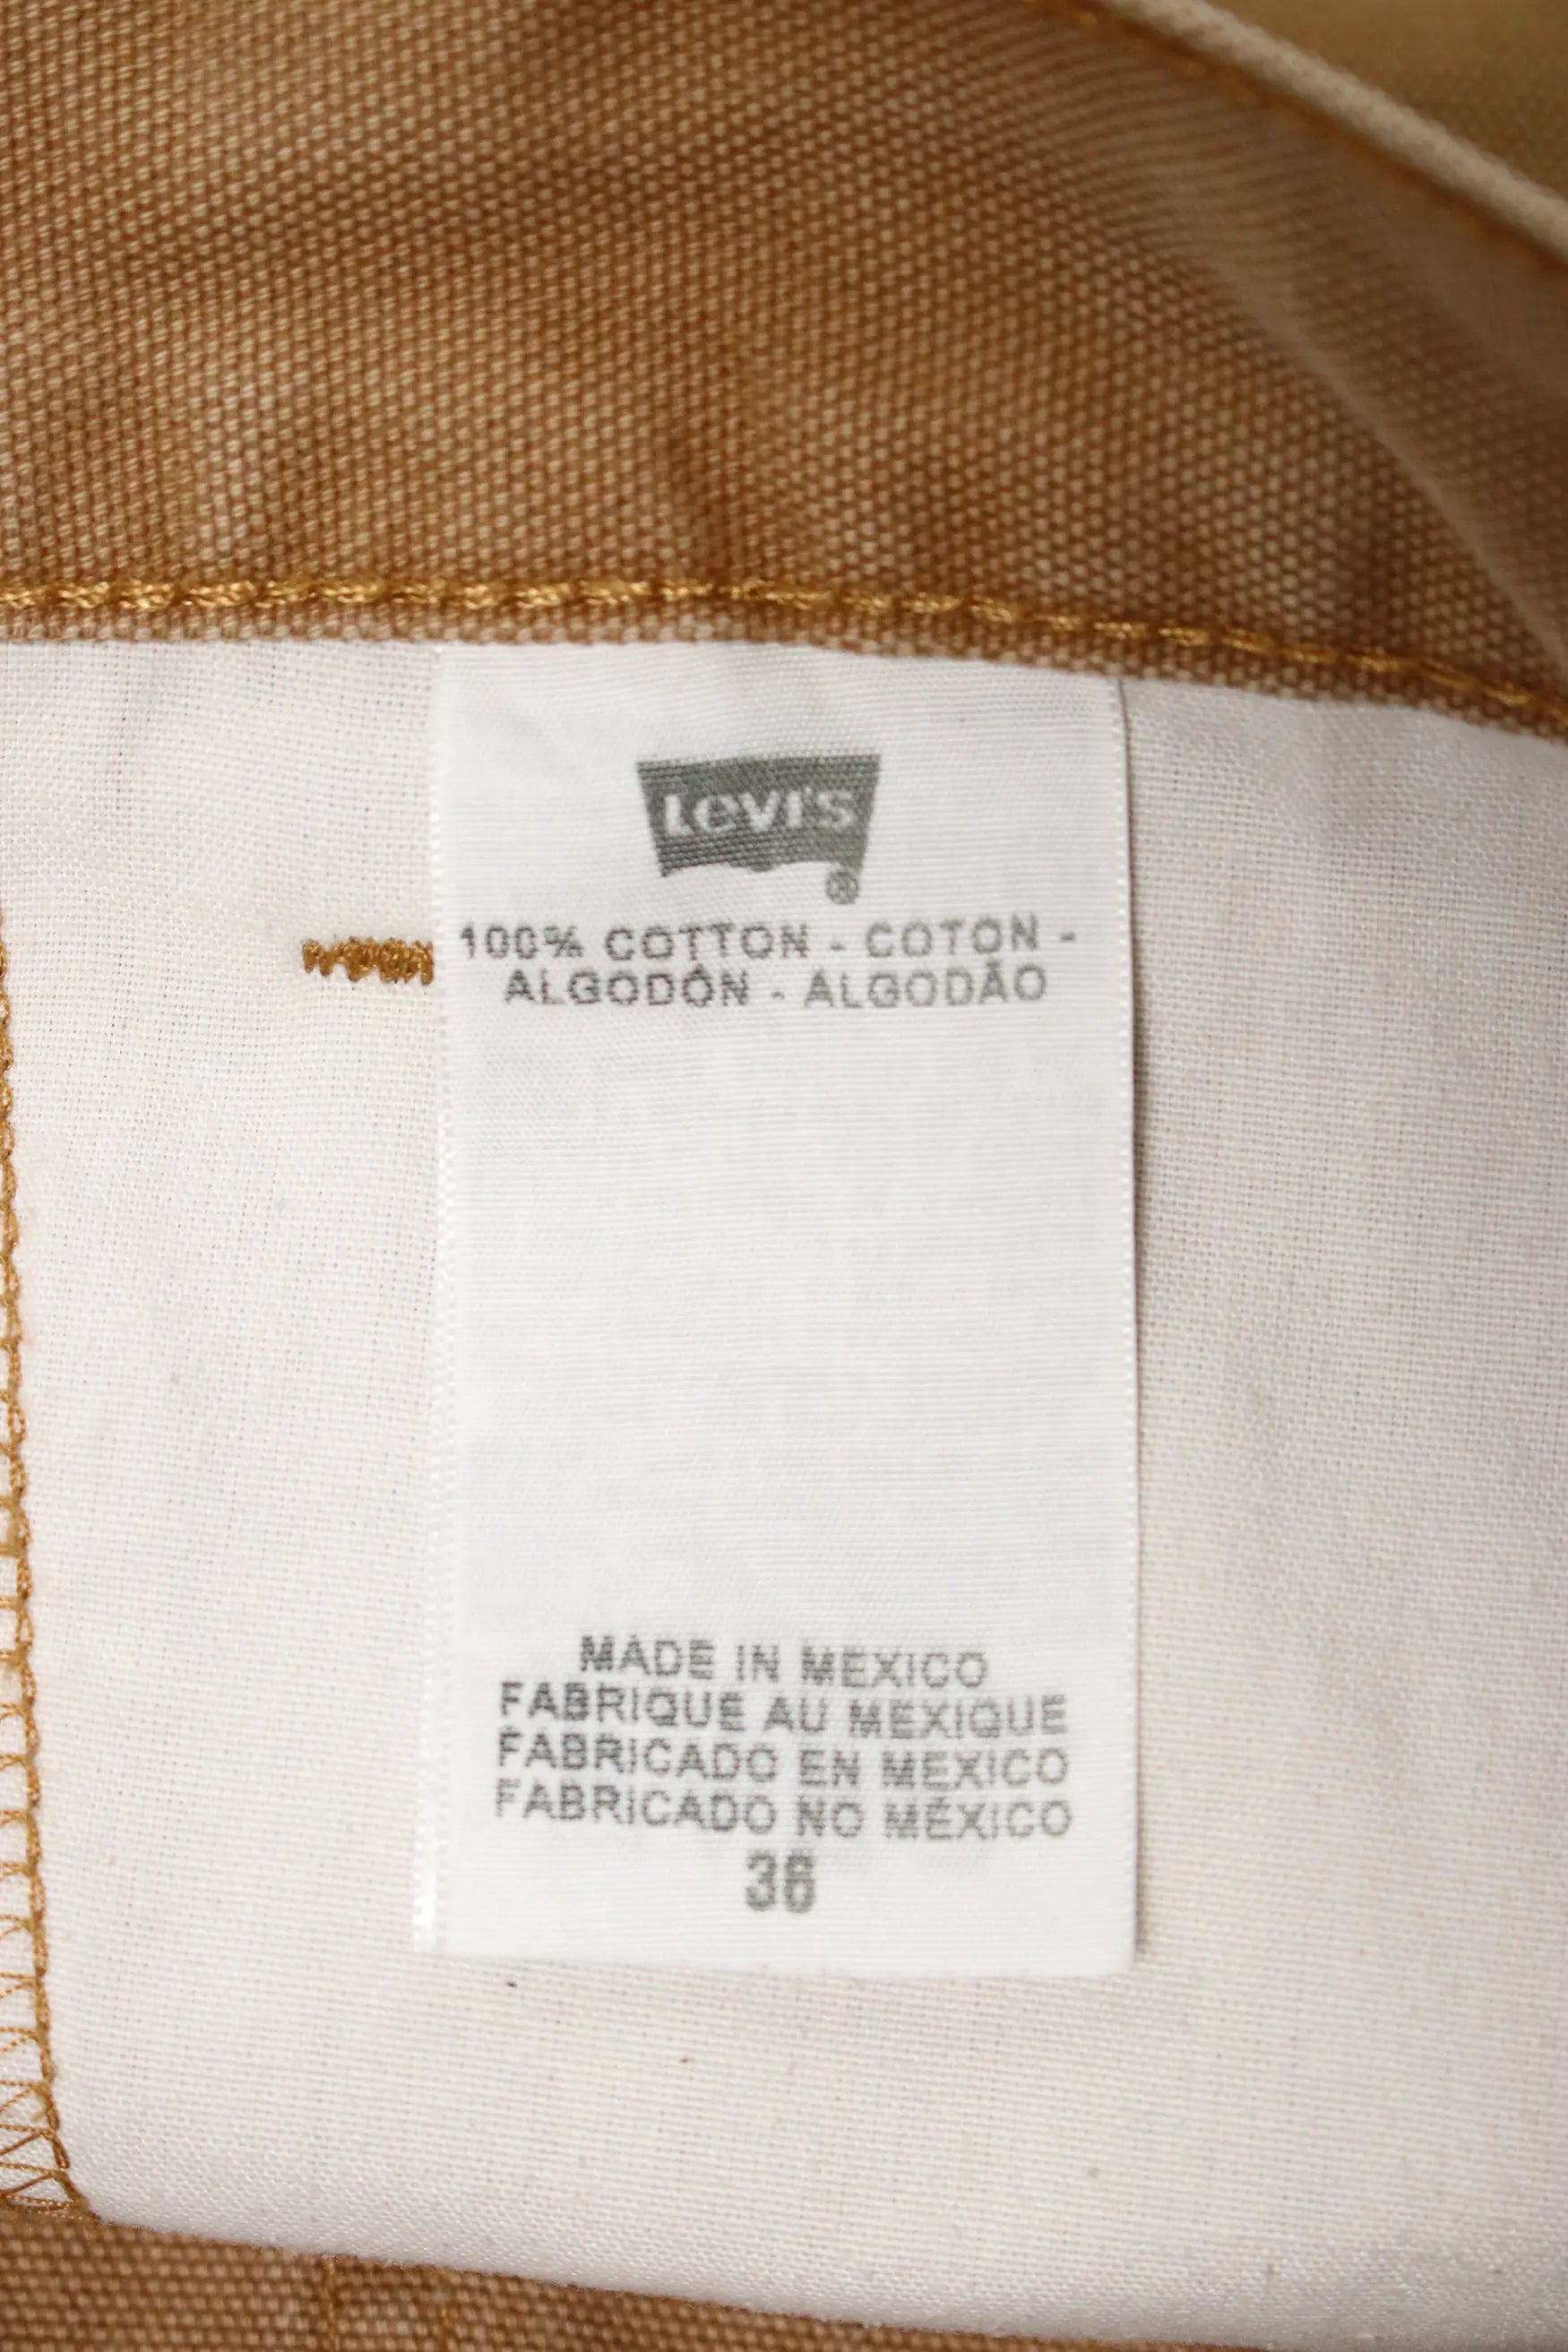 Levi's
®
100% COTTON - COTON -
ALGODÓN - ALGODÃO
MADE IN MEXICO
FABRIQUE AU MEXIQUE
FABRICADO EN MEXICO
FABRICADO NO MÉXICO
36